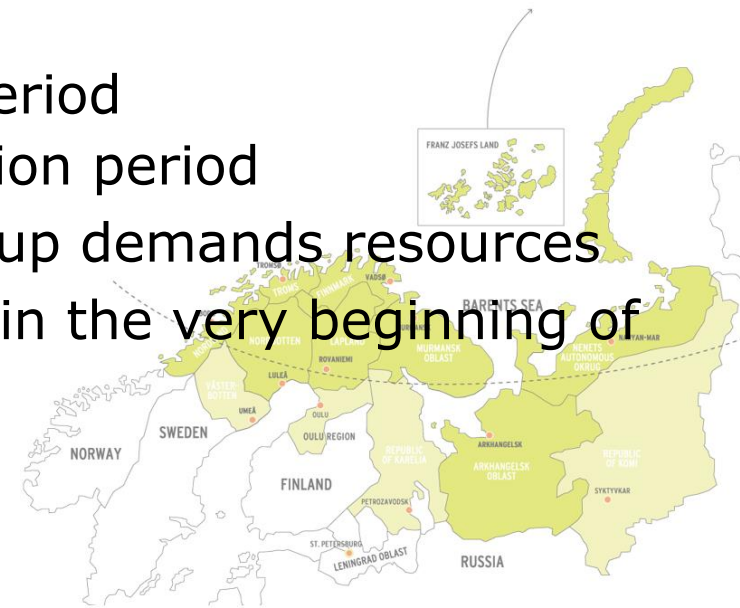 eriod
ion period
FRANZ JOSEFS LAND
up demands resources
TROMSØ
VADSØ
TROMS
FINNMARK
BARENTS SEA
in the very beginning of
NARYAN-MAR
LAPLAND
MURMANSK
OBLAST
NENETS
AUTONOMOUS
OKRUG
ROVANIEMI
LULEÅ
VÄSTER-
BOTTEN
UMEÅ
OULU
SWEDEN
OULU REGION
NORWAY
ARKHANGELSK
REPUBLIC
OF KARELIA
REPUBLIC
OF KOMI
ARKHANGELSK
OBLAST
FINLAND
SYKTYVKAR
PETROZAVODSK
ST. PETERSBURG
LENINGRAD OBLAST
RUSSIA